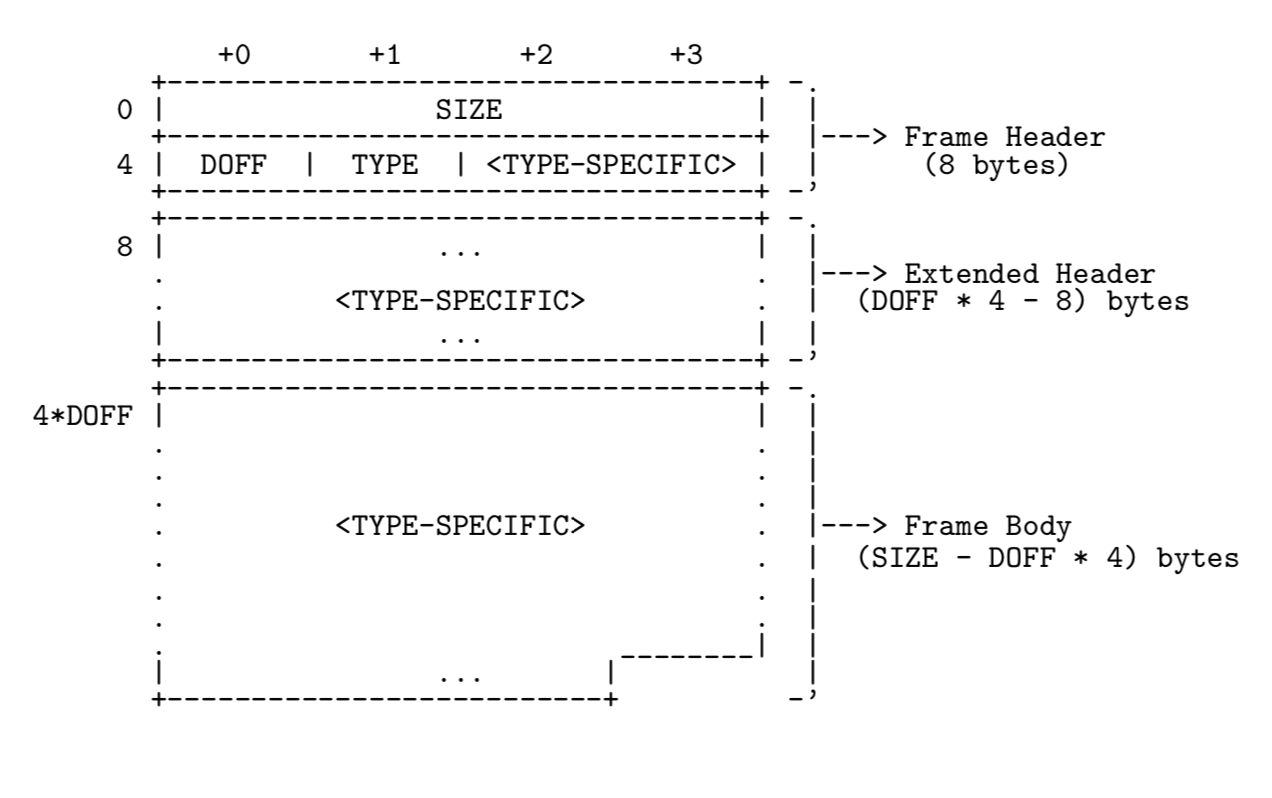 +0 +1 +2 +3
+-----------------------------------+ -.
0 | SIZE | |
+-----------------------------------+ |---> Frame Header
4 | DOFF | TYPE | <TYPE-SPECIFIC> | | (8 bytes)
+-----------------------------------+ -'
+-----------------------------------+ -.
8 | ... | |
. . |---> Extended Header
. <TYPE-SPECIFIC> . | (DOFF * 4 - 8) bytes
| ... | |
+-----------------------------------+ -'
+-----------------------------------+ -.
4*DOFF | | |
. . |
. . |
. . |
. <TYPE-SPECIFIC> . |---> Frame Body
. . | (SIZE - DOFF * 4) bytes
. . |
. . |
. ________| |
| ... | |
+--------------------------+ -'